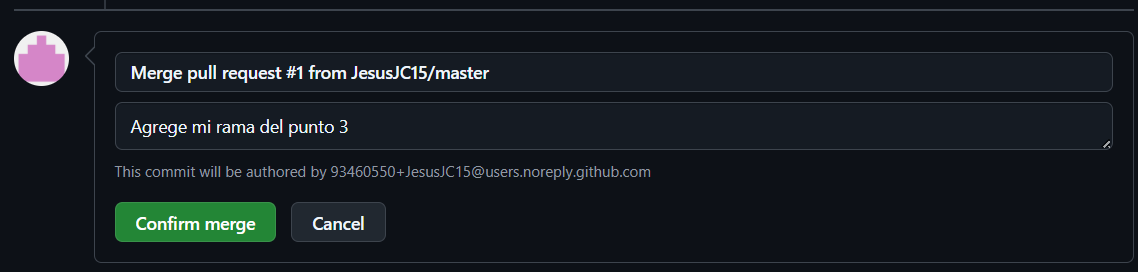 Merge pull request #1 from JesusJC15/master
Agrege mi rama del punto 3
This commit will be authored by 93460550+JesusJC15@users.noreply.github.com
Confirm merge
Cancel